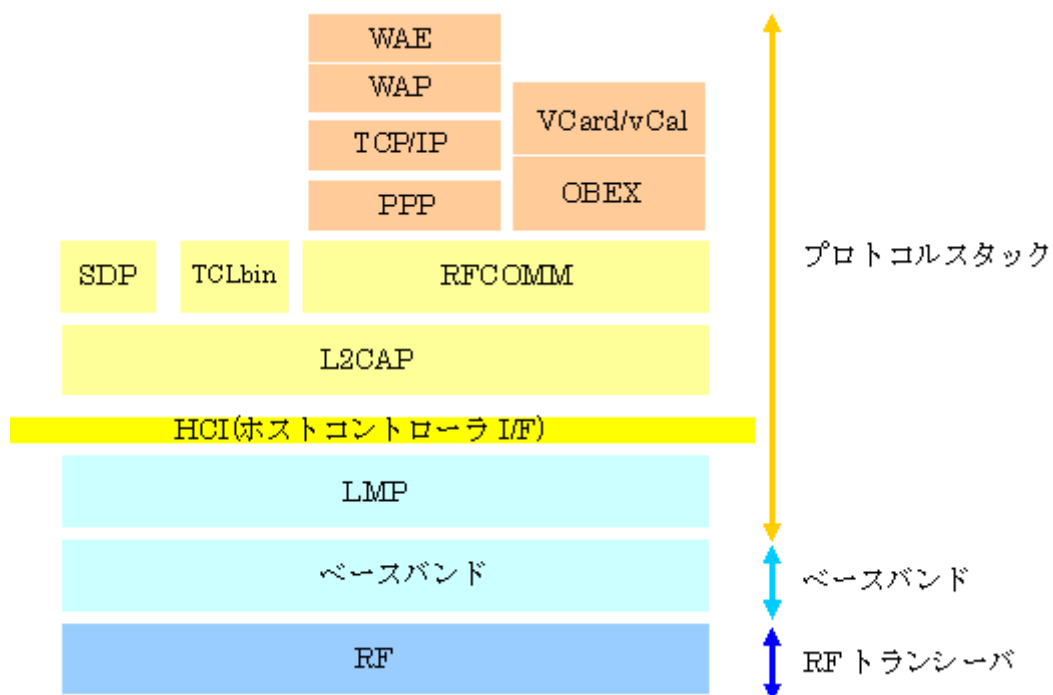 WAE
WAP
VCard/vCal
TCP/IP
OBEX
PPP
プロトコルスタック
SDP
TCLbin
RFCOMM
L2CAP
HCI(ホストコントローラ I/F)
LMP
ベースバンド
ベースバンド
RF
RF トランシーバ